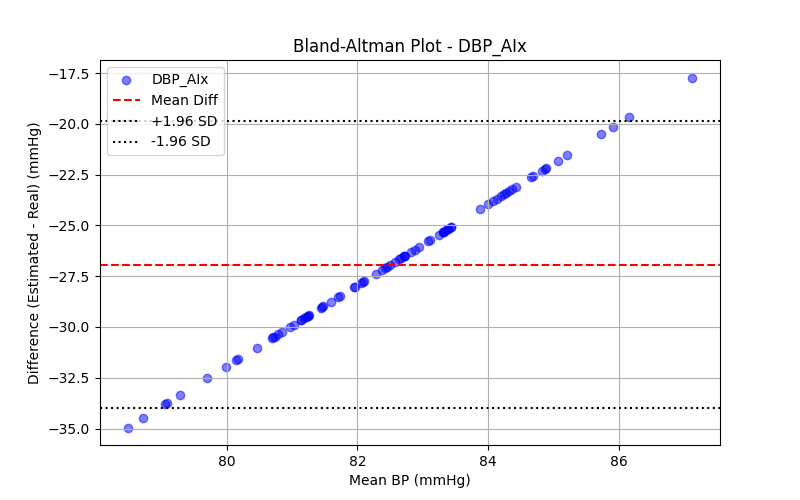 Bland-Altman Plot - DBP_AIx
Difference (Estimated - Real) (mmHg)
−17.5
−20.0
−22.5
−25.0
−27.5
−30.0
−32.5
−35.0
DBP_AIx
Mean Diff
+1.96 SD
-1.96 SD
80 82 84 86
Mean BP (mmHg)